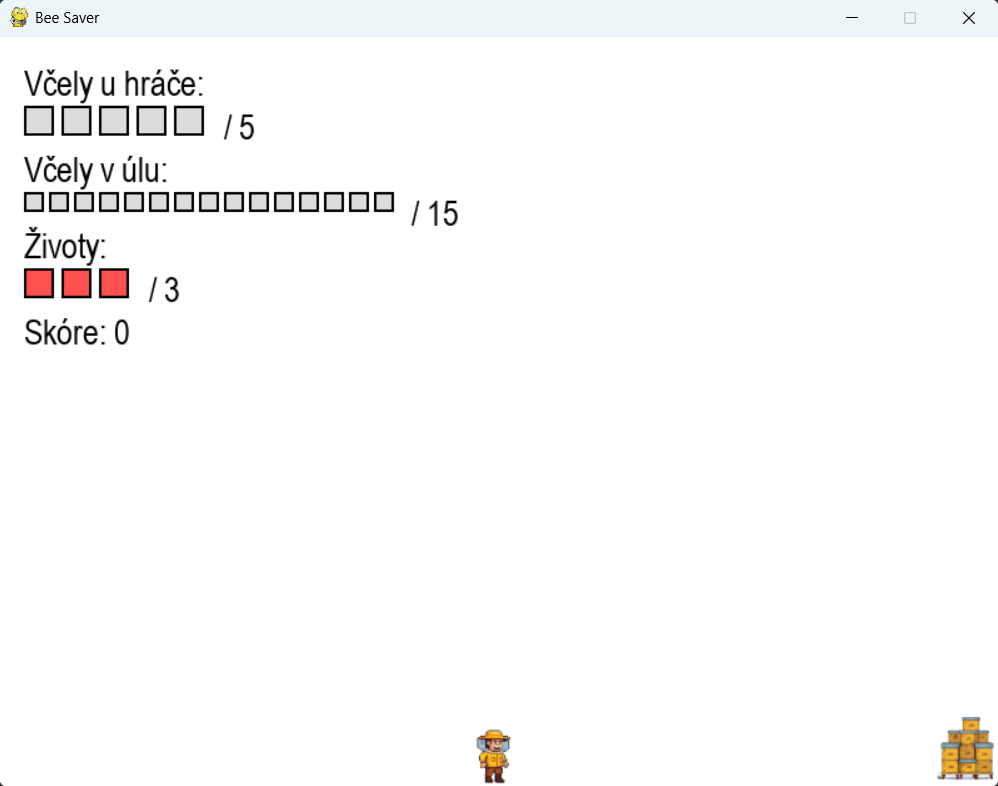 Bee Saver
Včely u hráče:
/ 5
Včely v úlu:
/ 15
Životy:
/ 3
Skóre: 0